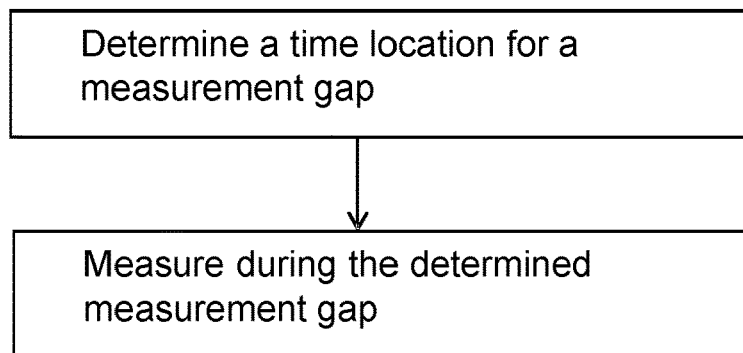 Determine a time location for a
measurement gap
Measure during the determined
measurement gap